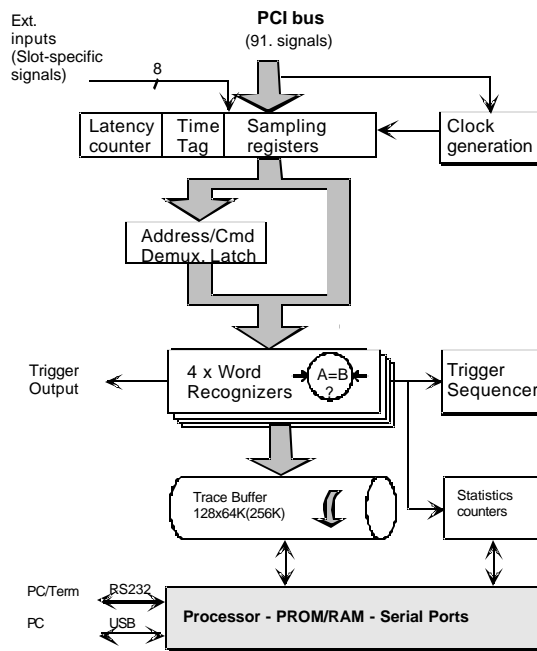 Ext.
inputs
(Slot-specific
signals)
8
PCI bus
(91. signals)
Latency
counter
Time
Tag
Sampling
registers
Clock
generation
Address/Cmd
Demux. Latch
Trigger
Output
4 x Word
Recognizers
A=B
?
Trigger
Sequencer
Trace Buffer
128x64K(256K)
Statistics
counters
PC/Term
RS232
PC
USB
Processor - PROM/RAM - Serial Ports